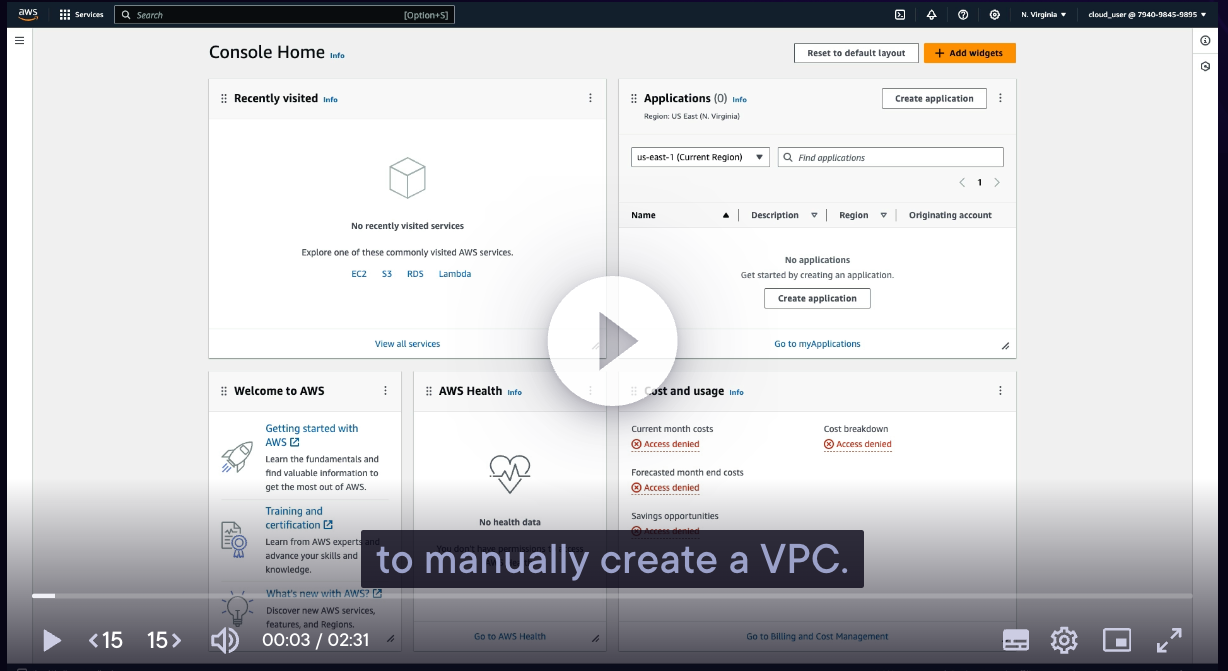 aws
Services
Search
[Option+S]
N. Virginia
cloud_user @ 7940-9845-9895
Console Home Info
Reset to default layout
Add widgets
Recently visited Info
No recently visited services
Explore one of these commonly visited AWS services.
EC2 S3 RDS Lambda
View all services
Applications (0) Info
Region: US East (N. Virginia)
Create application
us-east-1 (Current Region)
Find applications
1
Name Description Region Originating account
No applications
Get started by creating an application.
Create application
Go to myApplications
Welcome to AWS
Getting started with
AWS
Learn the fundamentals and
find valuable information to
get the most out of AWS.
Training and
certification
Learn from AWS experts and
advance your skills and
knowledge.
What's new with AWS?
Discover new AWS services,
features, and Regions.
AWS Health Info
No health data
Go to AWS Health
Cost and usage Info
Current month costs
Access denied
Cost breakdown
Access denied
Forecasted month end costs
Access denied
Savings opportunities
Access denied
Go to Billing and Cost Management
to manually create a VPC.
15 15 00:03 / 02:31